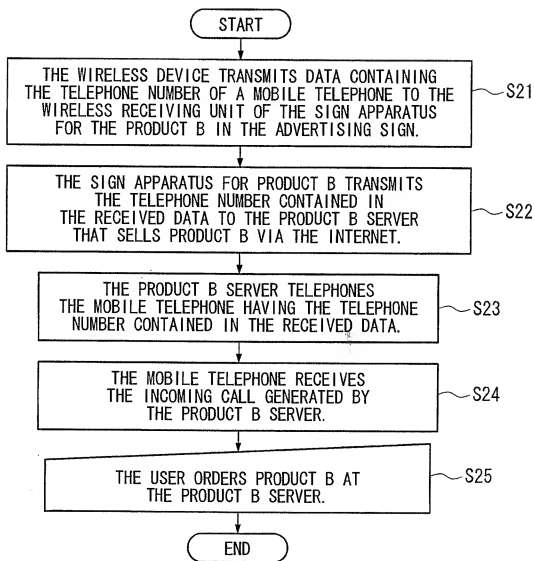 START
THE WIRELESS DEVICE TRANSMITS DATA CONTAINING
THE TELEPHONE NUMBER OF A MOBILE TELEPHONE TO THE
WIRELESS RECEIVING UNIT OF THE SIGN APPARATUS
FOR THE PRODUCT B IN THE ADVERTISING SIGN.
S21
THE SIGN APPARATUS FOR PRODUCT B TRANSMITS
THE TELEPHONE NUMBER CONTAINED IN
THE RECEIVED DATA TO THE PRODUCT B SERVER
THAT SELLS PRODUCT B VIA THE INTERNET.
S22
THE PRODUCT B SERVER TELEPHONES
THE MOBILE TELEPHONE HAVING THE TELEPHONE
NUMBER CONTAINED IN THE RECEIVED DATA.
S23
THE MOBILE TELEPHONE RECEIVES
THE INCOMING CALL GENERATED BY
THE PRODUCT B SERVER.
S24
THE USER ORDERS PRODUCT B AT
THE PRODUCT B SERVER.
S25
END